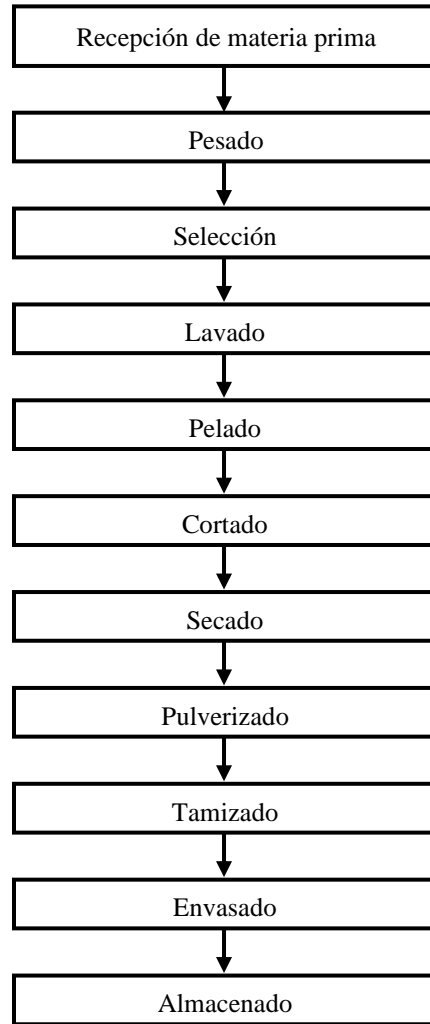 Recepción de materia prima
Pesado
Selección
Lavado
Pelado
Cortado
Secado
Pulverizado
Tamizado
Envasado
Almacenado